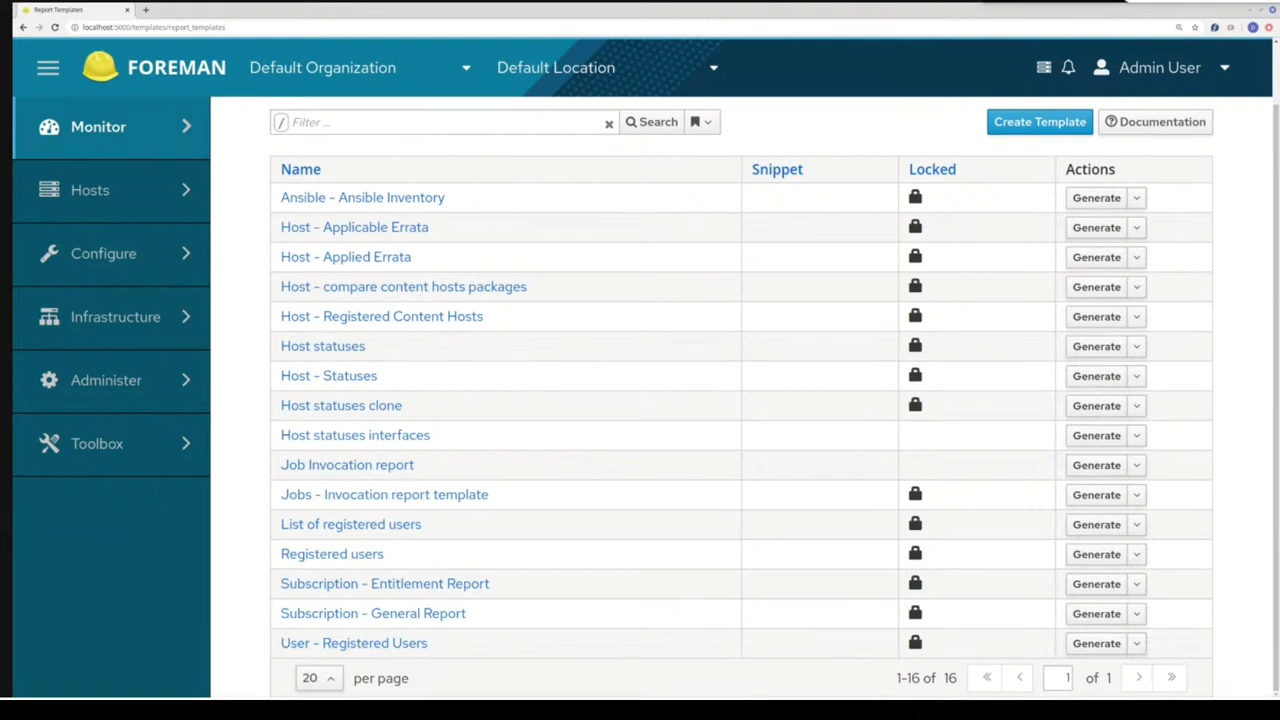 Report Templates
localhost:5000/templates/report_templates
FOREMAN
Default Organization
Default Location
Admin User
Monitor
Hosts
Configure
Infrastructure
Administer
Toolbox
/ Filter ...
Search
Create Template
Documentation
Name Snippet Locked Actions
Ansible - Ansible Inventory Generate
Host - Applicable Errata Generate
Host - Applied Errata Generate
Host - compare content hosts packages Generate
Host - Registered Content Hosts Generate
Host statuses Generate
Host - Statuses Generate
Host statuses clone Generate
Host statuses interfaces Generate
Job Invocation report Generate
Jobs - Invocation report template Generate
List of registered users Generate
Registered users Generate
Subscription - Entitlement Report Generate
Subscription - General Report Generate
User - Registered Users Generate
20 per page 1-16 of 16 1 of 1